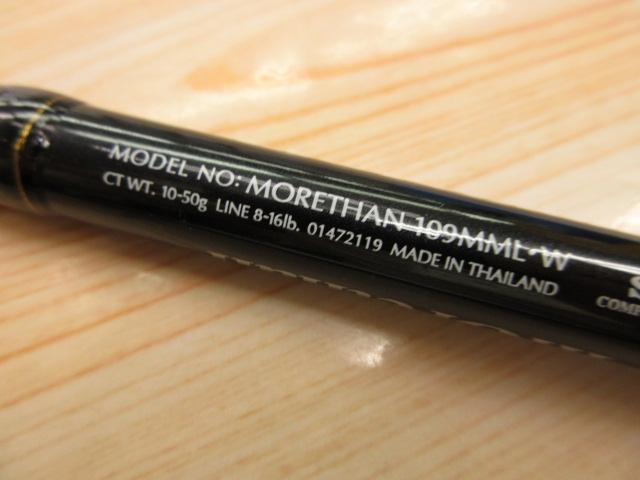 MODEL NO: MORETHAN 109MML·W
CT WT. 10-50g LINE 8-16lb. 01472119 MADE IN THAILAND